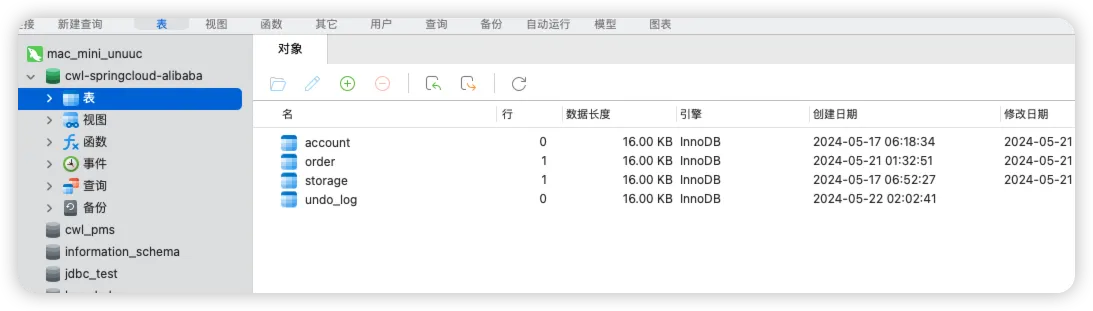 连接 新建查询 表 视图 函数 其它 用户 查询 备份 自动运行 模型 图表
mac_mini_unuuc
cwl-springcloud-alibaba
表
视图
函数
事件
查询
备份
cwl_pms
information_schema
jdbc_test
对象
名 行 数据长度 引擎 创建日期 修改日期
account 0 16.00 KB InnoDB 2024-05-17 06:18:34 2024-05-21
order 1 16.00 KB InnoDB 2024-05-21 01:32:51 2024-05-21
storage 1 16.00 KB InnoDB 2024-05-17 06:52:27 2024-05-21
undo_log 0 16.00 KB InnoDB 2024-05-22 02:02:41